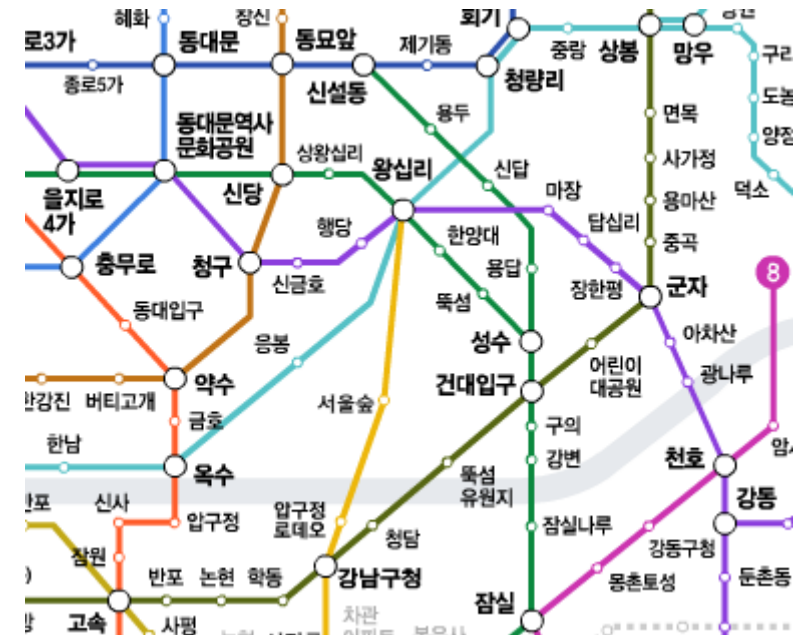 혜화
장신
회기
로3가
동대문
동묘앞
제기동
중랑
상봉
망우
종로5가
신설동
청량리
구리
도농
양정
덕소
면목
사가정
용마산
중곡
용두
동대문역사
문화공원
상왕십리
왕십리
신답
마장
을지로
4가
신당
행당
한양대
답십리
8
충무로
청구
신금호
용답
장한평
군자
뚝섬
동대입구
응봉
성수
아차산
어린이
대공원
광나루
건대입구
한강진
버티고개
약수
금호
서울숲
구의
강변
한남
옥수
뚝섬
유원지
천호
강동
신사
압구정
압구정
로데오
청담
잠실나루
강동구청
잠원
반포
논현
학동
강남구청
몽촌토성
둔촌동
잠실
고속
사평
차관